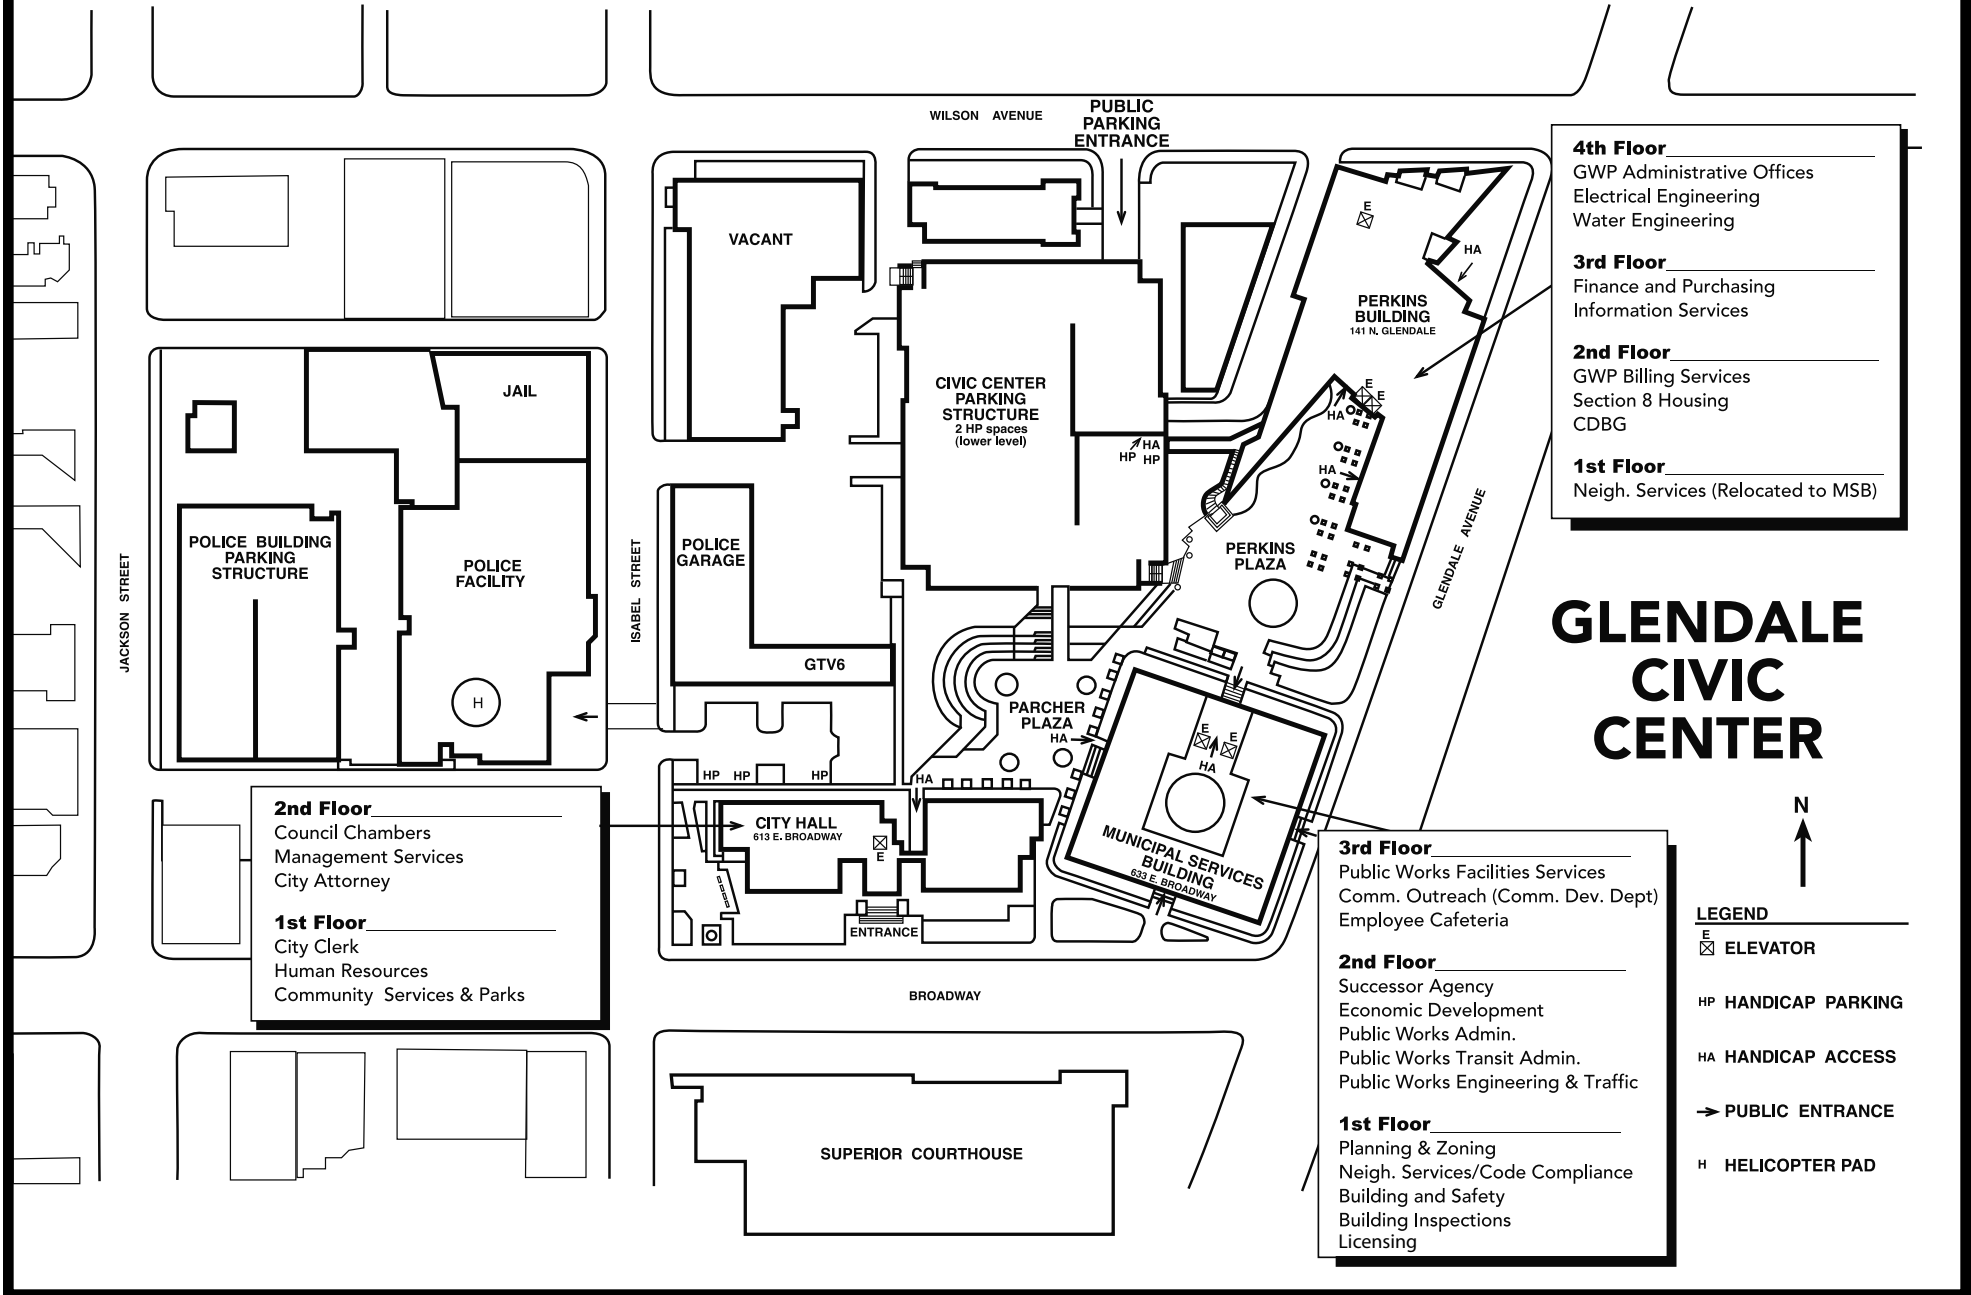 WILSON AVENUE
PUBLIC
PARKING
ENTRANCE
4th Floor
GWP Administrative Offices
Electrical Engineering
Water Engineering
3rd Floor
Finance and Purchasing
Information Services
2nd Floor
GWP Billing Services
Section 8 Housing
CDBG
1st Floor
Neigh. Services (Relocated to MSB)
VACANT
E
HA
PERKINS
BUILDING
141 N. GLENDALE
JAIL
CIVIC CENTER
PARKING
STRUCTURE
2 HP spaces
(lower level)
HA
HP HP
E
E
HA
HA
POLICE BUILDING
PARKING
STRUCTURE
POLICE
FACILITY
POLICE
GARAGE
PERKINS
PLAZA
JACKSON STREET
ISABEL STREET
GLENDALE AVENUE
GTV6
H
PARCHER
PLAZA
HA
E
E
HA
GLENDALE
CIVIC
CENTER
HP HP HP
HA
CITY HALL
613 E. BROADWAY
E
ENTRANCE
MUNICIPAL SERVICES
BUILDING
633 E. BROADWAY
2nd Floor
Council Chambers
Management Services
City Attorney
1st Floor
City Clerk
Human Resources
Community Services & Parks
BROADWAY
SUPERIOR COURTHOUSE
3rd Floor
Public Works Facilities Services
Comm. Outreach (Comm. Dev. Dept)
Employee Cafeteria
2nd Floor
Successor Agency
Economic Development
Public Works Admin.
Public Works Transit Admin.
Public Works Engineering & Traffic
1st Floor
Planning & Zoning
Neigh. Services/Code Compliance
Building and Safety
Building Inspections
Licensing
N
LEGEND
E ELEVATOR
HP HANDICAP PARKING
HA HANDICAP ACCESS
PUBLIC ENTRANCE
H HELICOPTER PAD